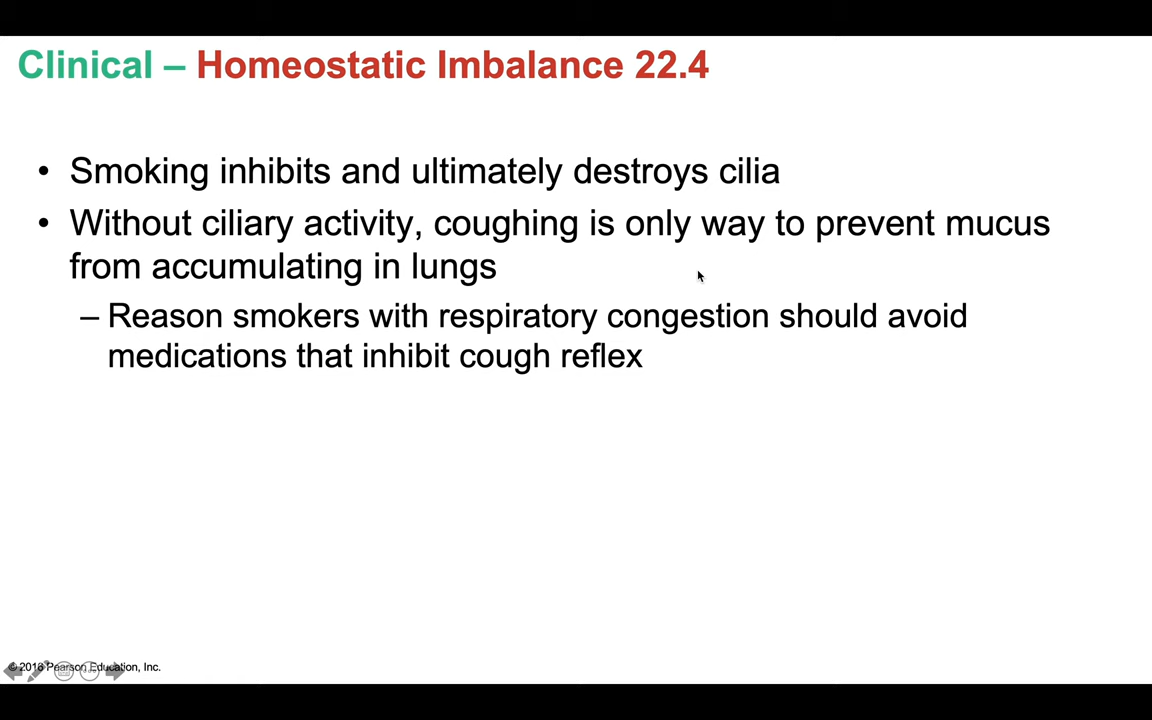 Clinical – Homeostatic Imbalance 22.4
• Smoking inhibits and ultimately destroys cilia
• Without ciliary activity, coughing is only way to prevent mucus
from accumulating in lungs
– Reason smokers with respiratory congestion should avoid
medications that inhibit cough reflex
© 2016 Pearson Education, Inc.